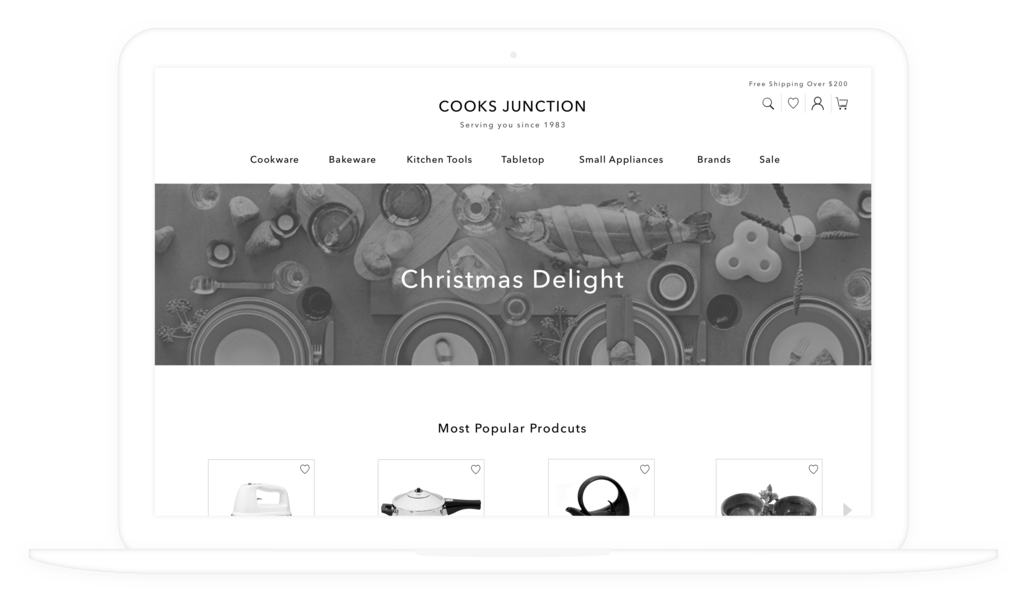 Free Shipping Over $200
COOKS JUNCTION
Serving you since 1983
Cookware Bakeware Kitchen Tools Tabletop Small Appliances Brands Sale
Christmas Delight
Most Popular Prodcuts